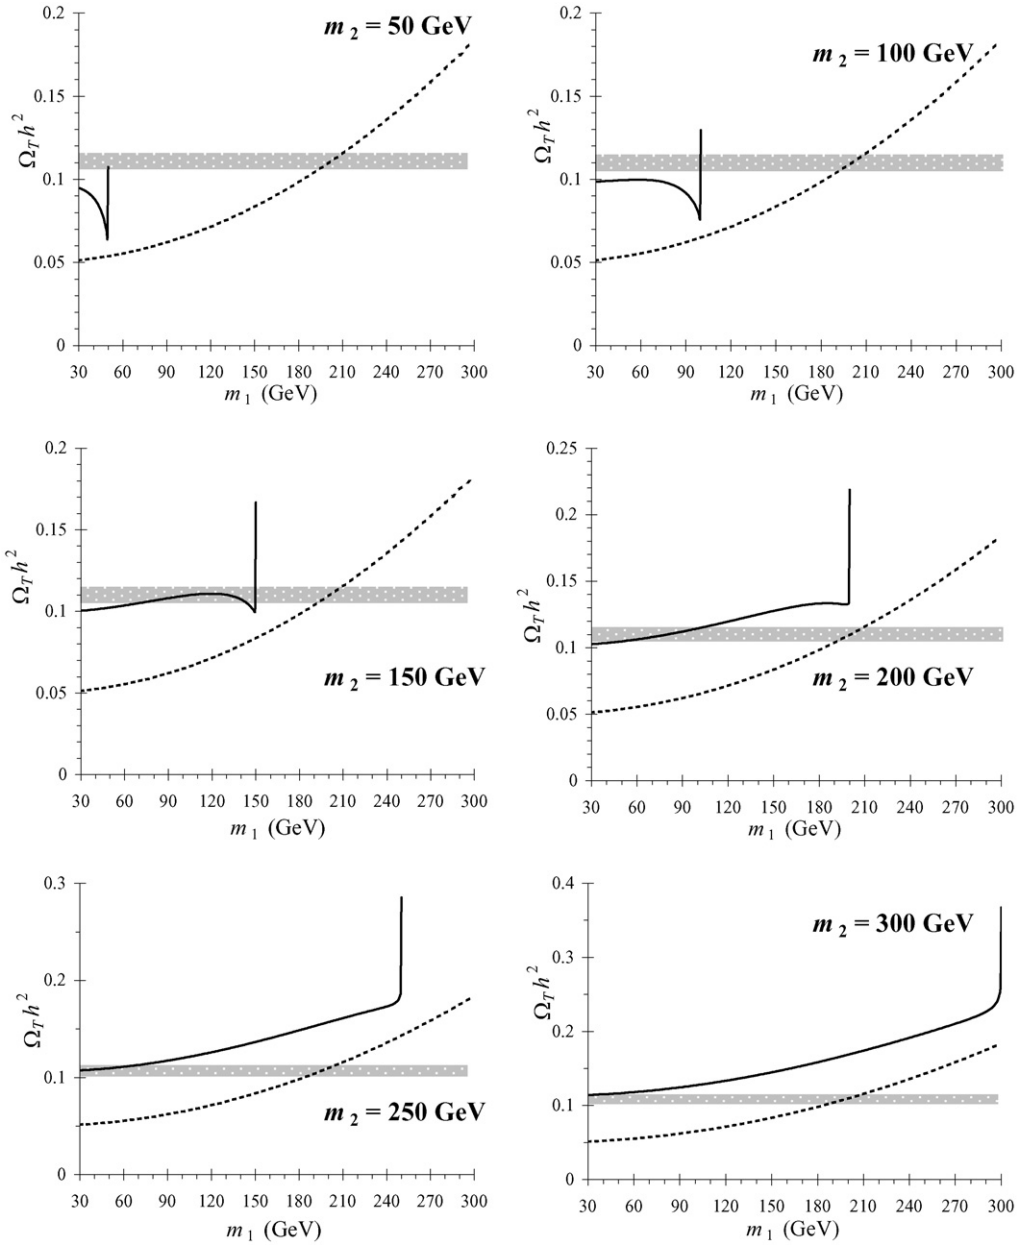 m 2 = 50 GeV
Ω_T h^2
0.2
0.15
0.1
0.05
0
30 60 90 120 150 180 210 240 270 300
m 1 (GeV)
m 2 = 100 GeV
Ω_T h^2
0.2
0.15
0.1
0.05
0
30 60 90 120 150 180 210 240 270 300
m 1 (GeV)
m 2 = 150 GeV
Ω_T h^2
0.2
0.15
0.1
0.05
0
30 60 90 120 150 180 210 240 270 300
m 1 (GeV)
m 2 = 200 GeV
Ω_T h^2
0.25
0.2
0.15
0.1
0.05
0
30 60 90 120 150 180 210 240 270 300
m 1 (GeV)
m 2 = 250 GeV
Ω_T h^2
0.3
0.2
0.1
0
30 60 90 120 150 180 210 240 270 300
m 1 (GeV)
m 2 = 300 GeV
Ω_T h^2
0.4
0.3
0.2
0.1
0
30 60 90 120 150 180 210 240 270 300
m 1 (GeV)